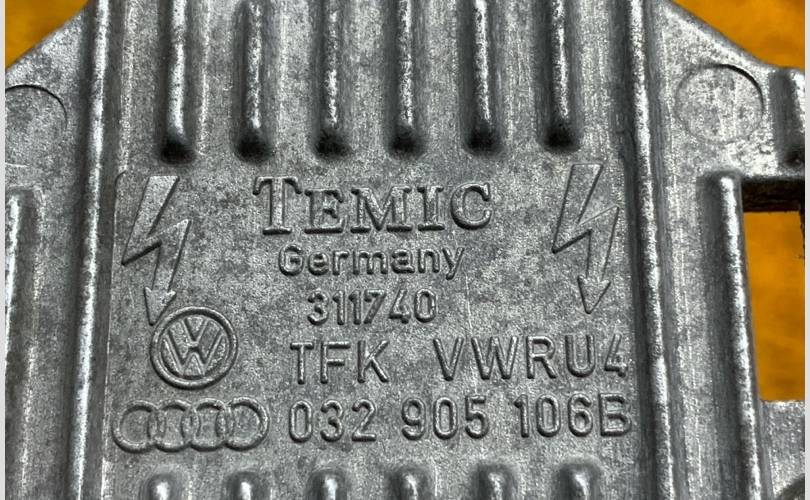 TEMIC
Germany
311740
TFK VWRU4
032 905 106B